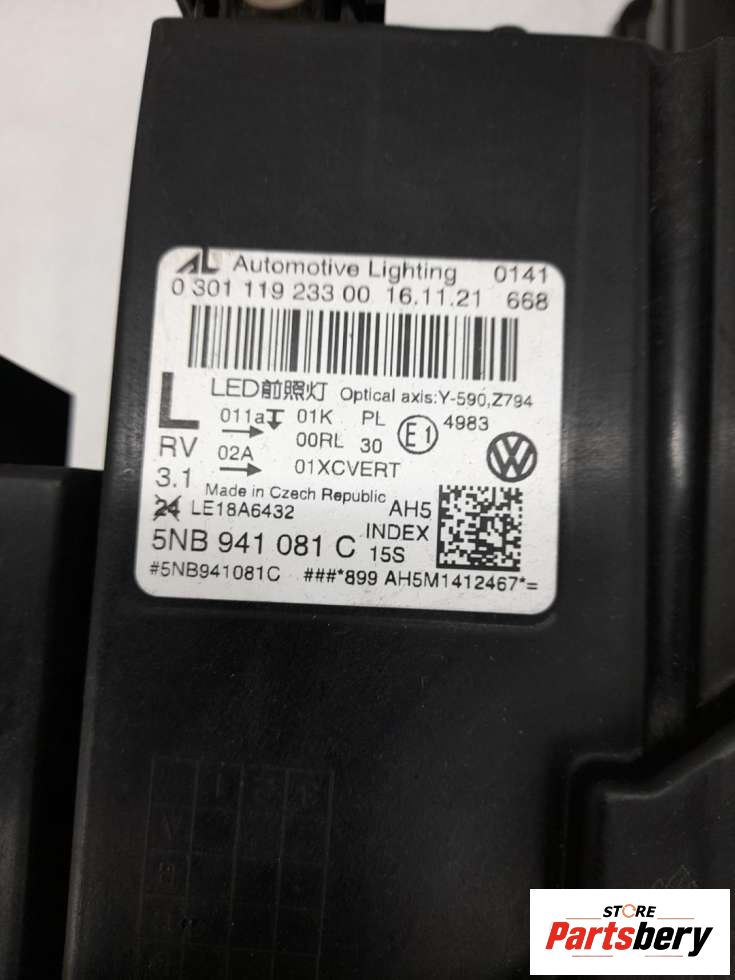 AL Automotive Lighting 0141
0 301 119 233 00 16.11.21 668
L LED前照灯 Optical axis:Y-590,Z794
011a 01K PL E1 4983
00RL 30
RV 02A 01XCVERT
3.1 Made in Czech Republic
24 LE18A6432 AH5
5NB 941 081 C INDEX 15S
#5NB941081C ###*899 AH5M1412467*=
STORE
Partsbery